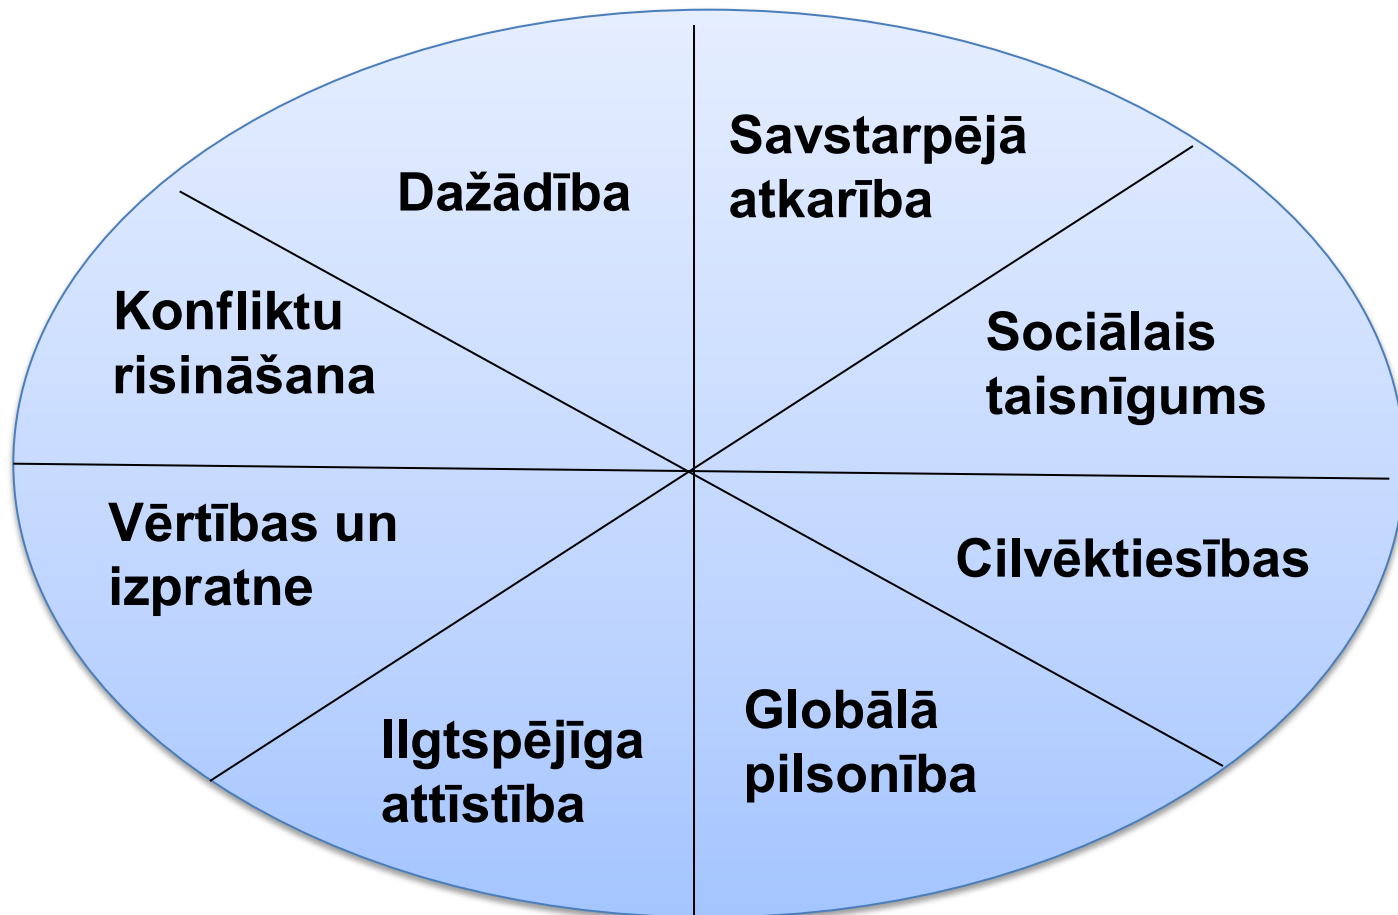 Dažādība
Savstarpējā
atkarība
Konfliktu
risināšana
Sociālais
taisnīgums
Vērtības un
izpratne
Cilvēktiesības
Ilgtspējīga
attīstība
Globālā
pilsonība